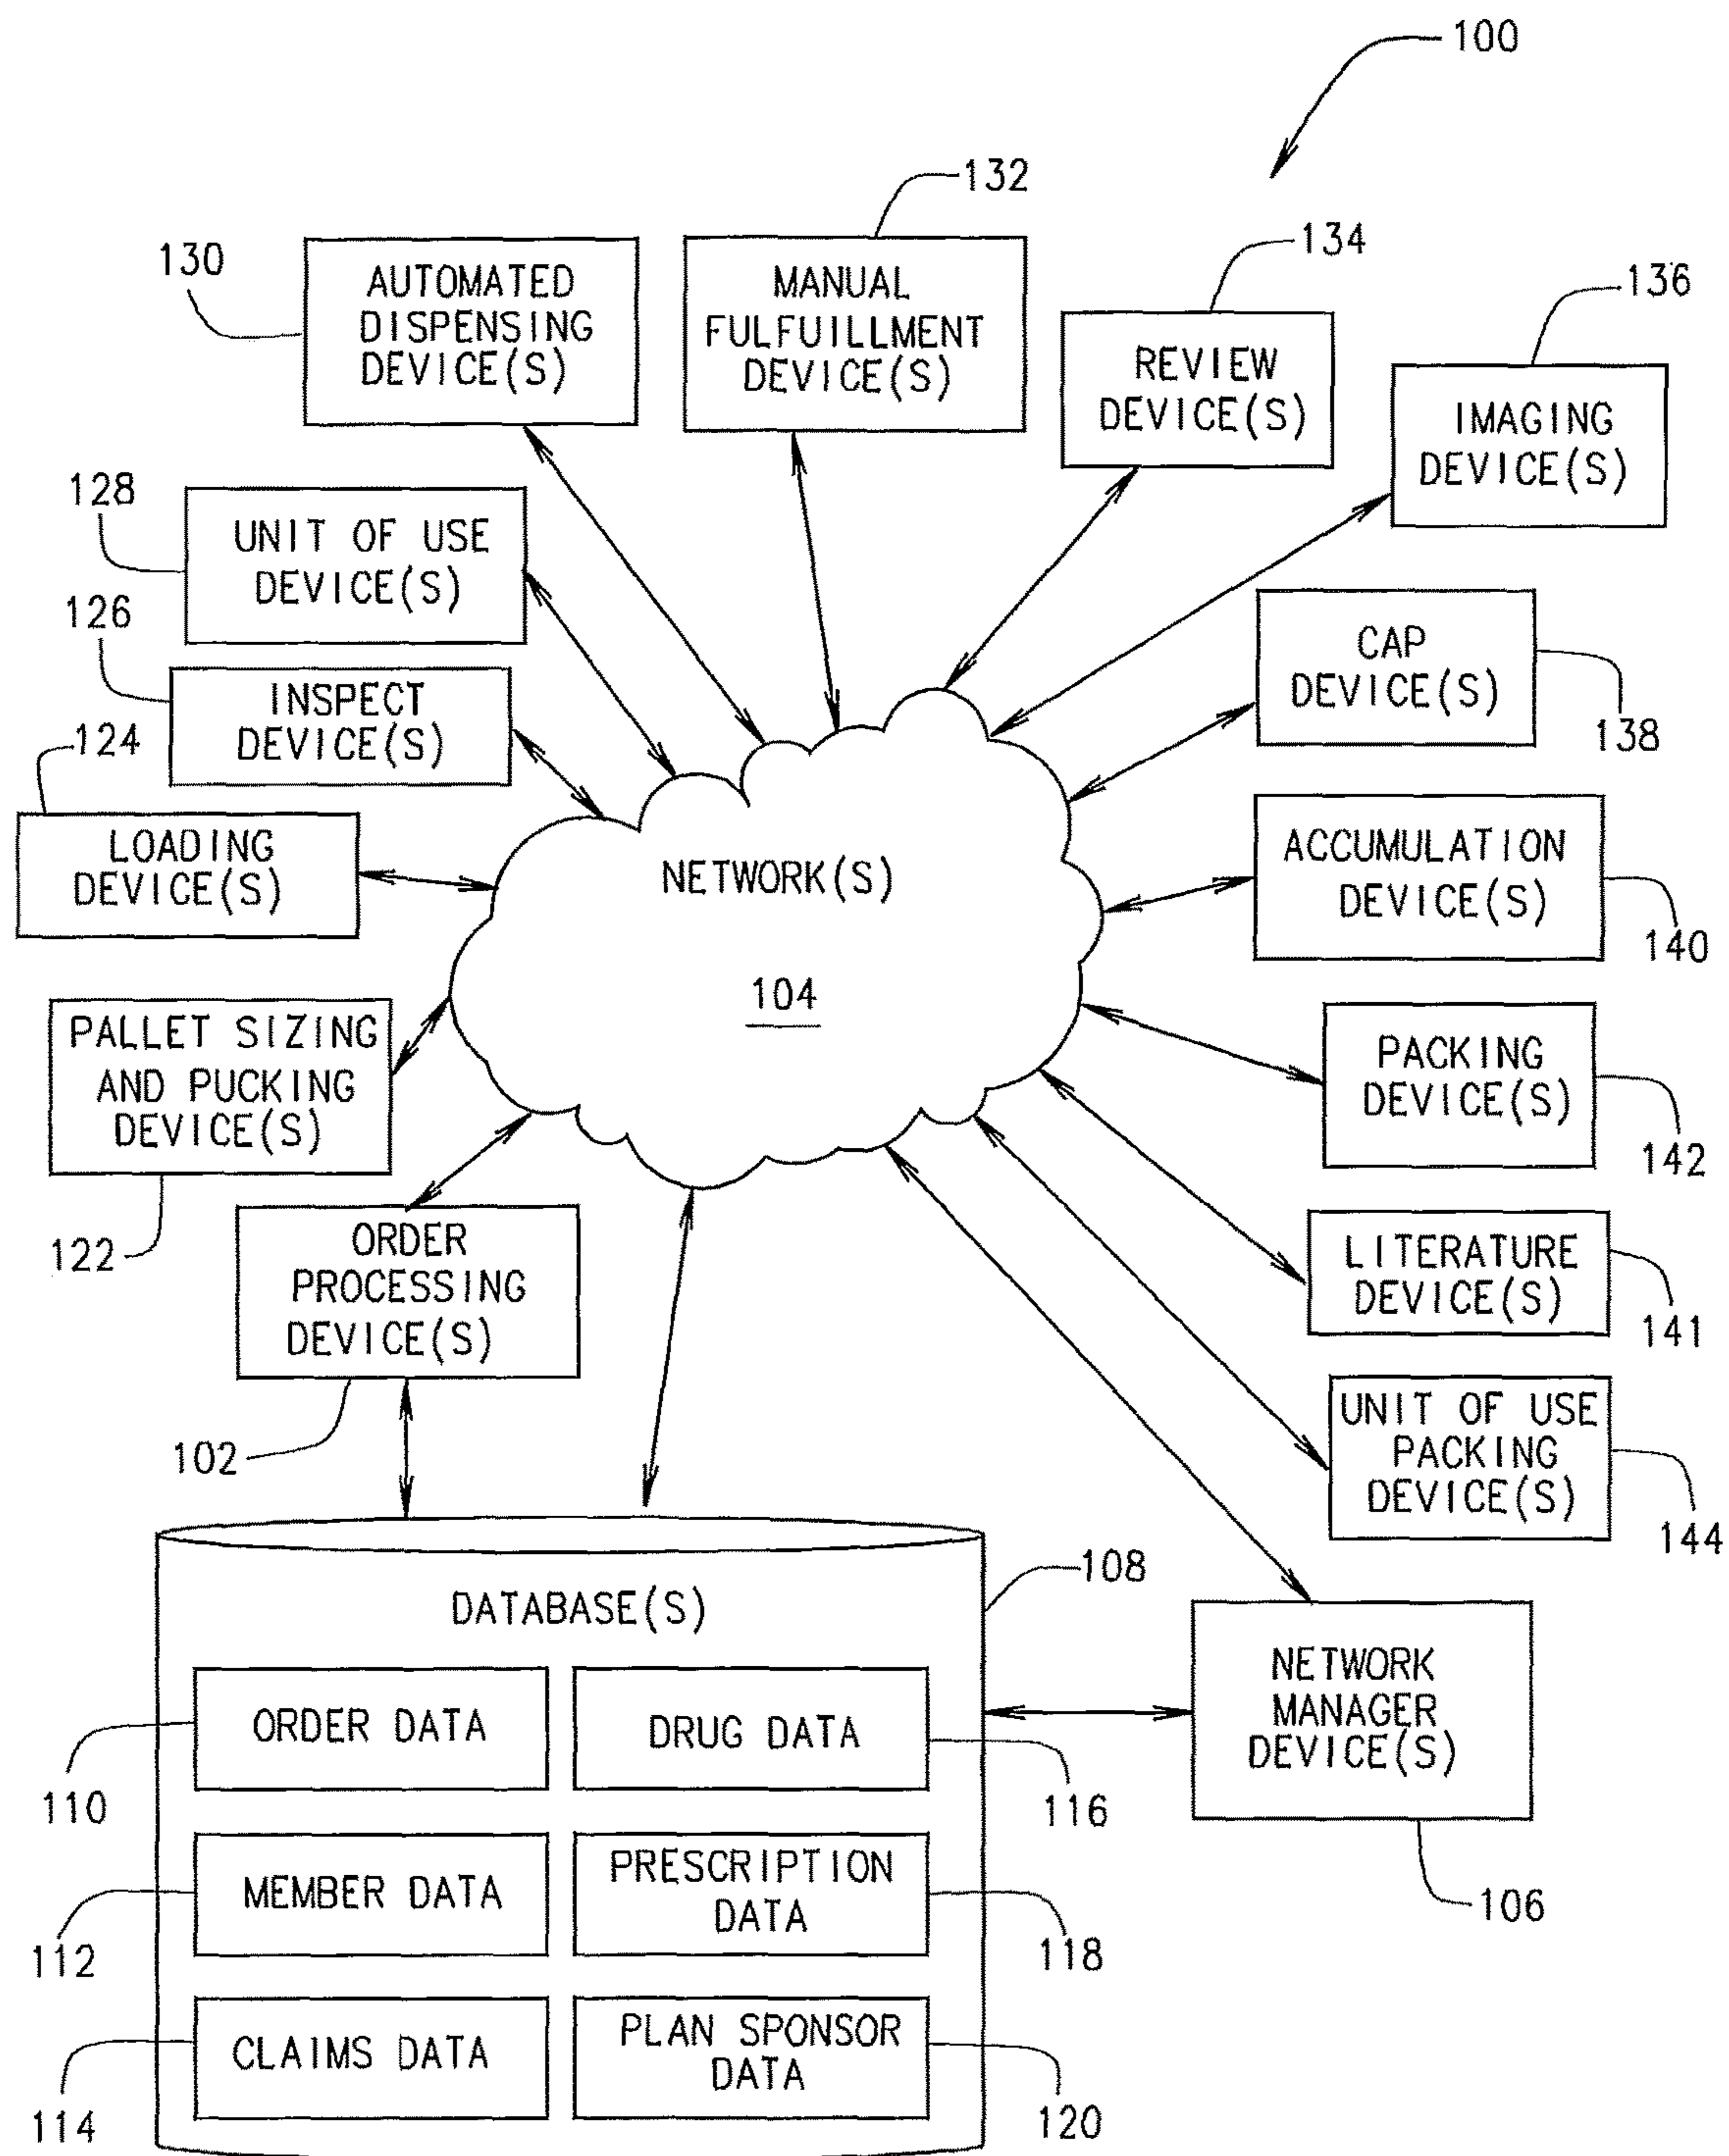 100
132
130
AUTOMATED
DISPENSING
DEVICE(S)
MANUAL
FULFUILLMENT
DEVICE(S)
134
REVIEW
DEVICE(S)
136
IMAGING
DEVICE(S)
128
UNIT OF USE
DEVICE(S)
126
INSPECT
DEVICE(S)
CAP
DEVICE(S)
138
124
LOADING
DEVICE(S)
NETWORK(S)
104
ACCUMULATION
DEVICE(S)
140
PALLET SIZING
AND PUCKING
DEVICE(S)
122
PACKING
DEVICE(S)
142
ORDER
PROCESSING
DEVICE(S)
102
LITERATURE
DEVICE(S)
141
UNIT OF USE
PACKING
DEVICE(S)
144
108
DATABASE(S)
ORDER DATA
110
DRUG DATA
116
NETWORK
MANAGER
DEVICE(S)
106
MEMBER DATA
112
PRESCRIPTION
DATA
118
CLAIMS DATA
114
PLAN SPONSOR
DATA
120